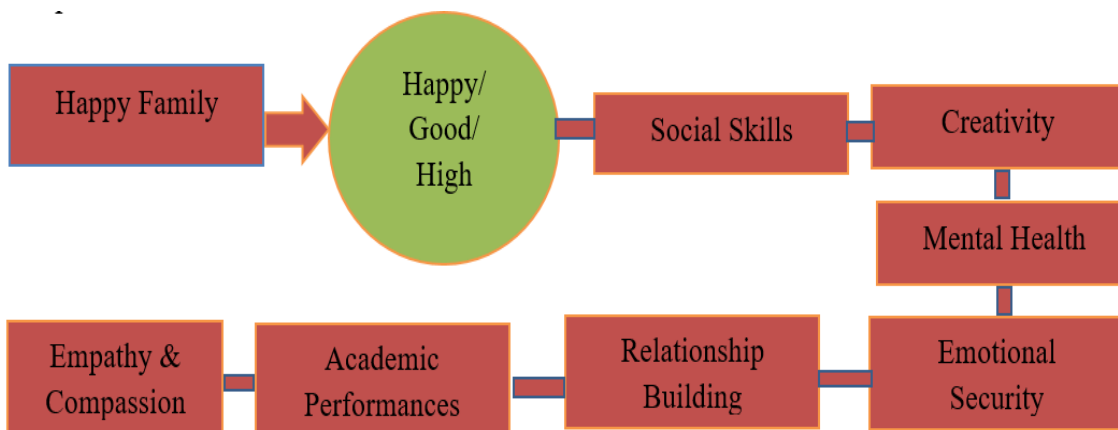 Happy Family
Happy/
Good/
High
Social Skills
Creativity
Mental Health
Emotional
Security
Relationship
Building
Academic
Performances
Empathy &
Compassion